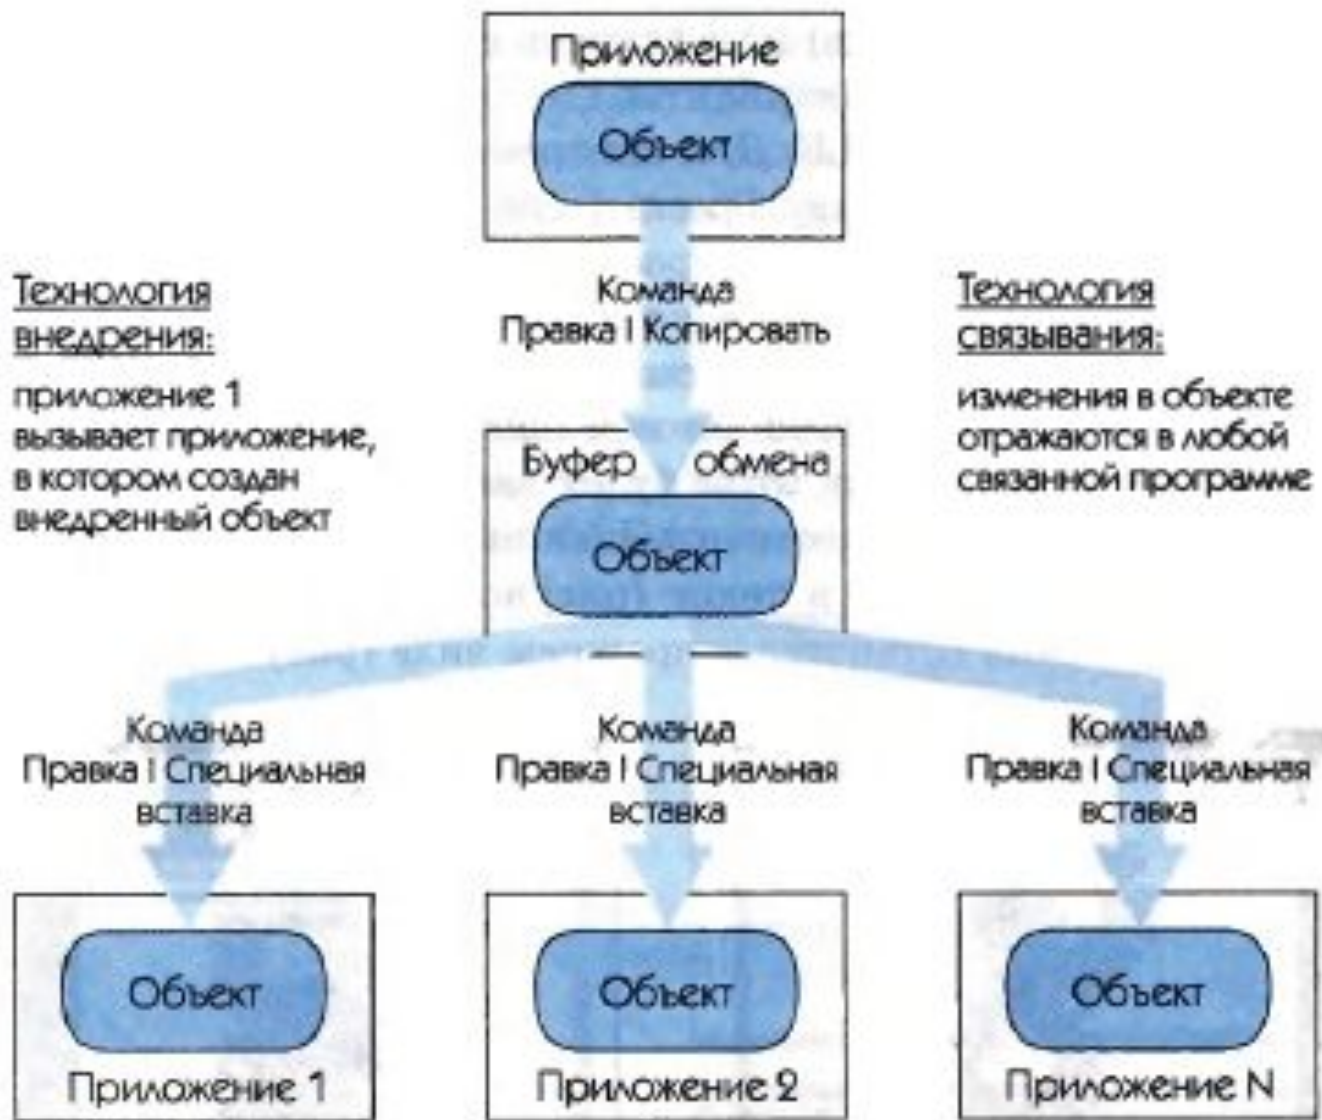 Приложение
Объект
Команда
Правка | Копировать
Технология
внедрения:
приложение 1
вызывает приложение,
в котором создан
внедренный объект
Технология
связывания:
изменения в объекте
отражаются в любой
связанной программе
Буфер обмена
Объект
Команда
Правка | Специальная
вставка
Команда
Правка | Специальная
вставка
Команда
Правка | Специальная
вставка
Объект
Приложение 1
Объект
Приложение 2
Объект
Приложение N